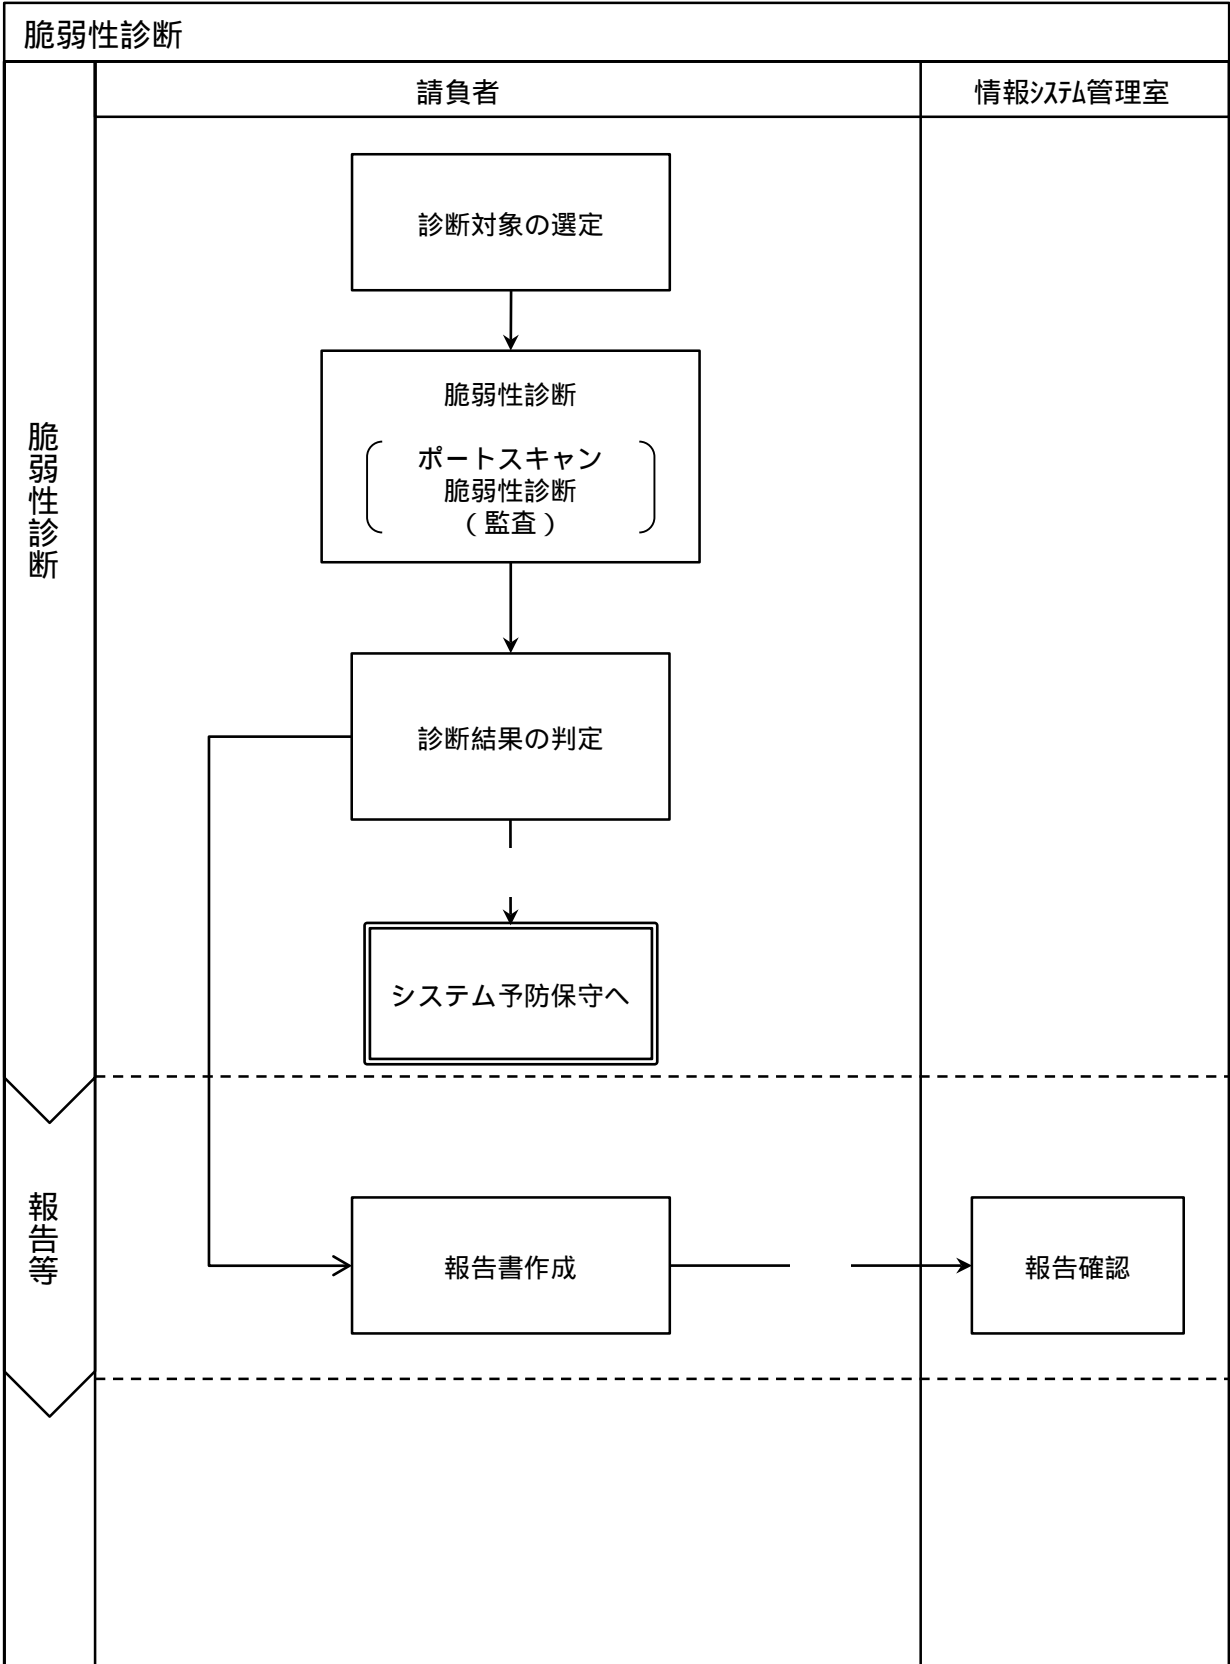 脆弱性診断
請負者
情報ｼｽﾃﾑ管理室
脆弱性診断
診断対象の選定
脆弱性診断
ポートスキャン
脆弱性診断
（監査）
診断結果の判定
システム予防保守へ
報告等
報告書作成
報告確認